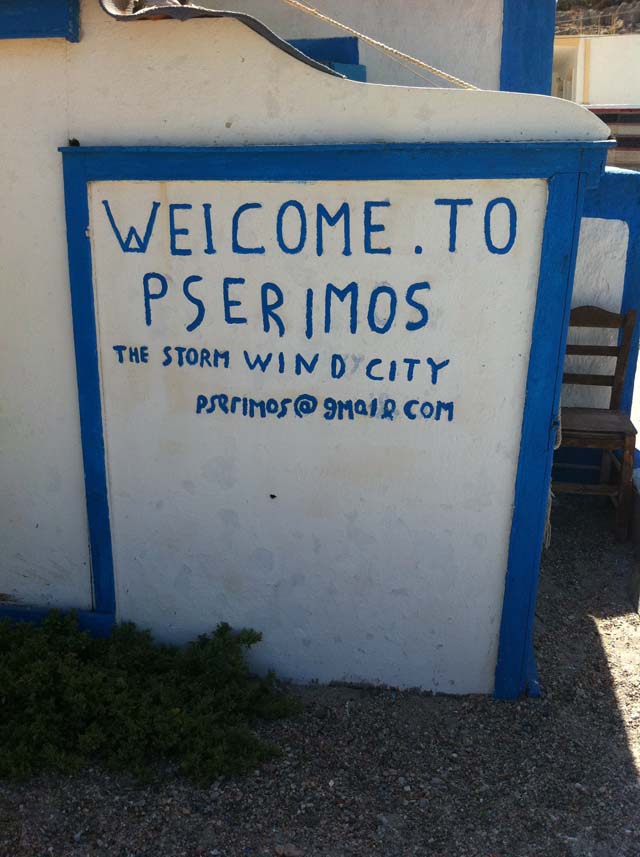 WELCOME.TO
PSERIMOS
THE STORM WIND CITY
pserimos@gmail.com